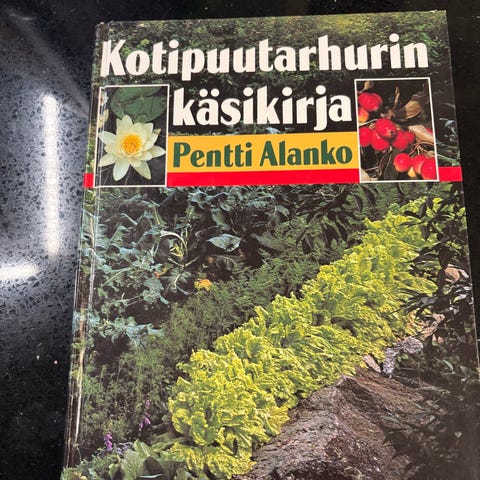 Kotipuutarhurin
käsikirja
Pentti Alanko